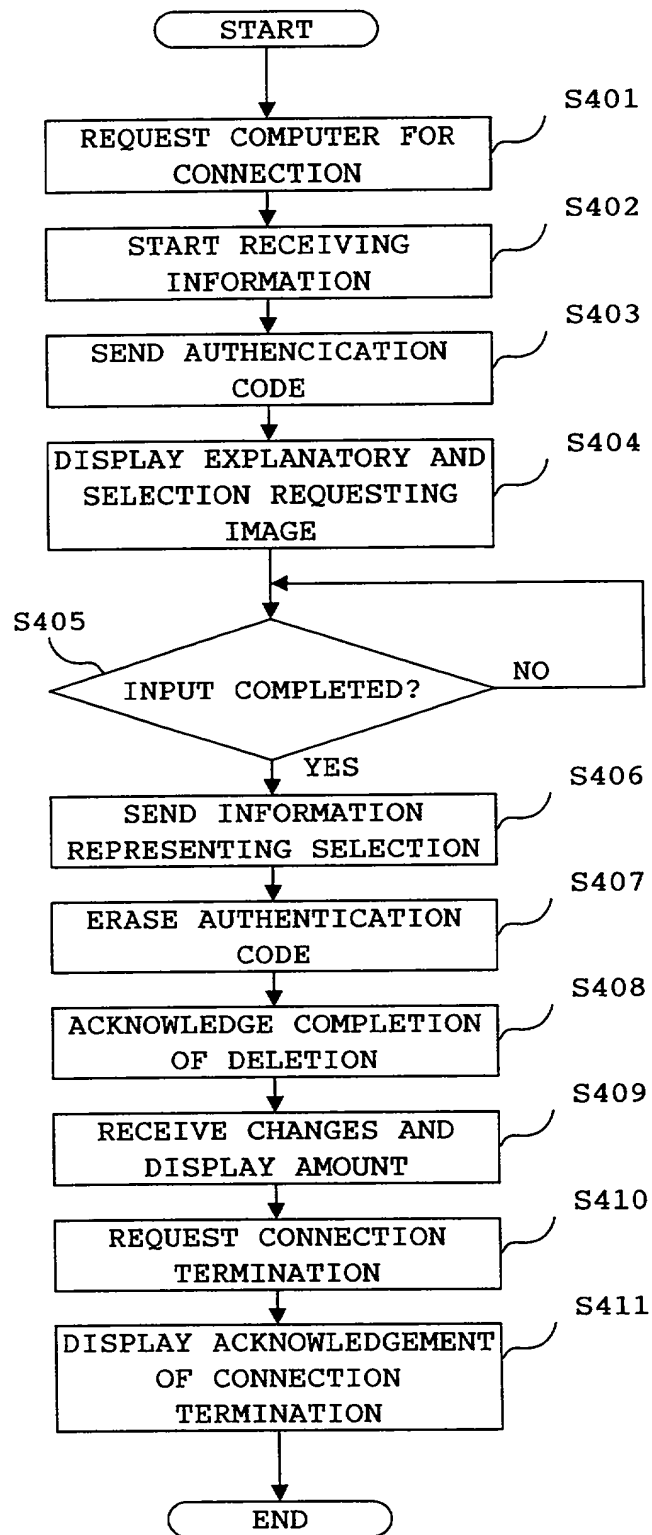 START
S401
REQUEST COMPUTER FOR
CONNECTION
S402
START RECEIVING
INFORMATION
S403
SEND AUTHENCICATION
CODE
S404
DISPLAY EXPLANATORY AND
SELECTION REQUESTING
IMAGE
S405
INPUT COMPLETED?
NO
YES
S406
SEND INFORMATION
REPRESENTING SELECTION
S407
ERASE AUTHENTICATION
CODE
S408
ACKNOWLEDGE COMPLETION
OF DELETION
S409
RECEIVE CHANGES AND
DISPLAY AMOUNT
S410
REQUEST CONNECTION
TERMINATION
S411
DISPLAY ACKNOWLEDGEMENT
OF CONNECTION
TERMINATION
END